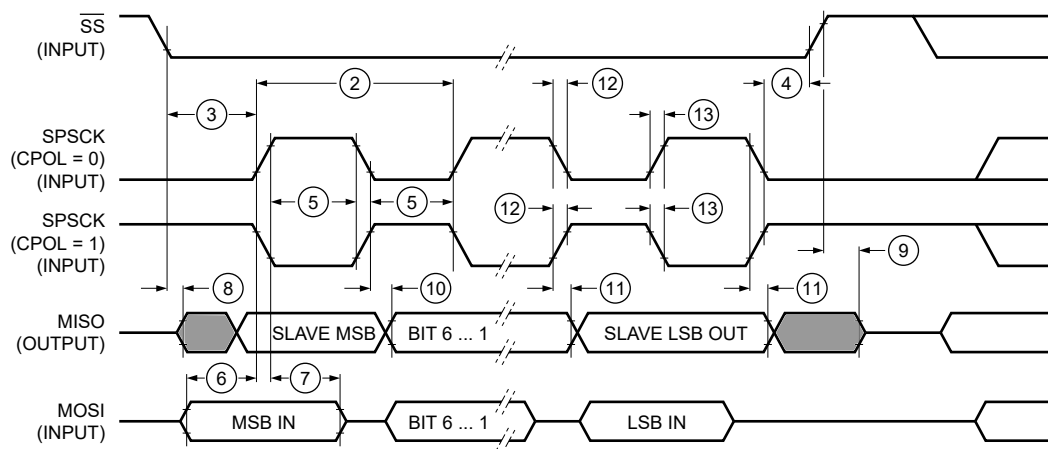 SS
(INPUT)
2
12
4
3
13
SPSCK
(CPOL = 0)
(INPUT)
5
5
12
13
SPSCK
(CPOL = 1)
(INPUT)
9
8
10
11
11
MISO
(OUTPUT)
SLAVE MSB
BIT 6 ... 1
SLAVE LSB OUT
6
7
MOSI
(INPUT)
MSB IN
BIT 6 ... 1
LSB IN